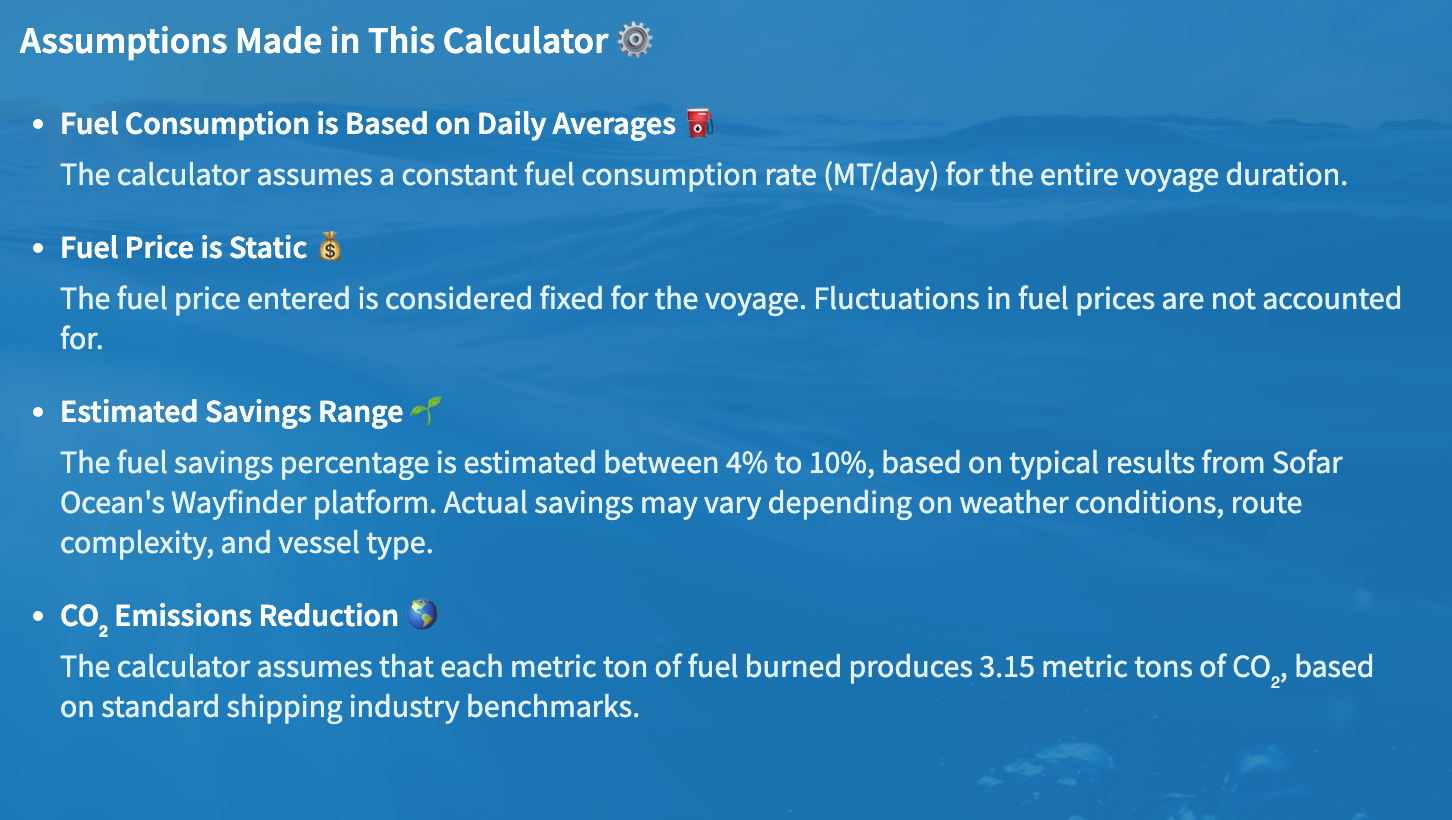 Assumptions Made in This Calculator ⚙️
• Fuel Consumption is Based on Daily Averages ⛽
The calculator assumes a constant fuel consumption rate (MT/day) for the entire voyage duration.
• Fuel Price is Static 💰
The fuel price entered is considered fixed for the voyage. Fluctuations in fuel prices are not accounted
for.
• Estimated Savings Range 🌱
The fuel savings percentage is estimated between 4% to 10%, based on typical results from Sofar
Ocean's Wayfinder platform. Actual savings may vary depending on weather conditions, route
complexity, and vessel type.
• CO₂ Emissions Reduction 🌎
The calculator assumes that each metric ton of fuel burned produces 3.15 metric tons of CO₂, based
on standard shipping industry benchmarks.